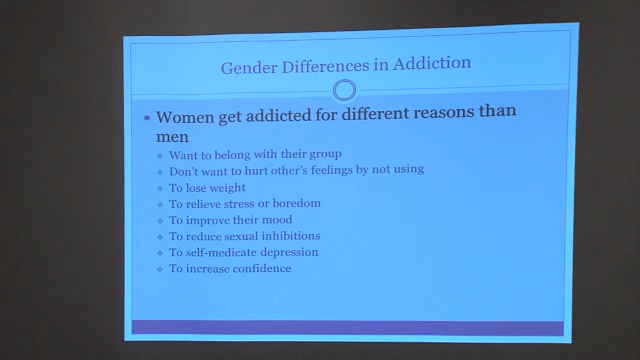 Gender Differences in Addiction
• Women get addicted for different reasons than
men
❖ Want to belong with their group
❖ Don't want to hurt other's feelings by not using
❖ To lose weight
❖ To relieve stress or boredom
❖ To improve their mood
❖ To reduce sexual inhibitions
❖ To self-medicate depression
❖ To increase confidence